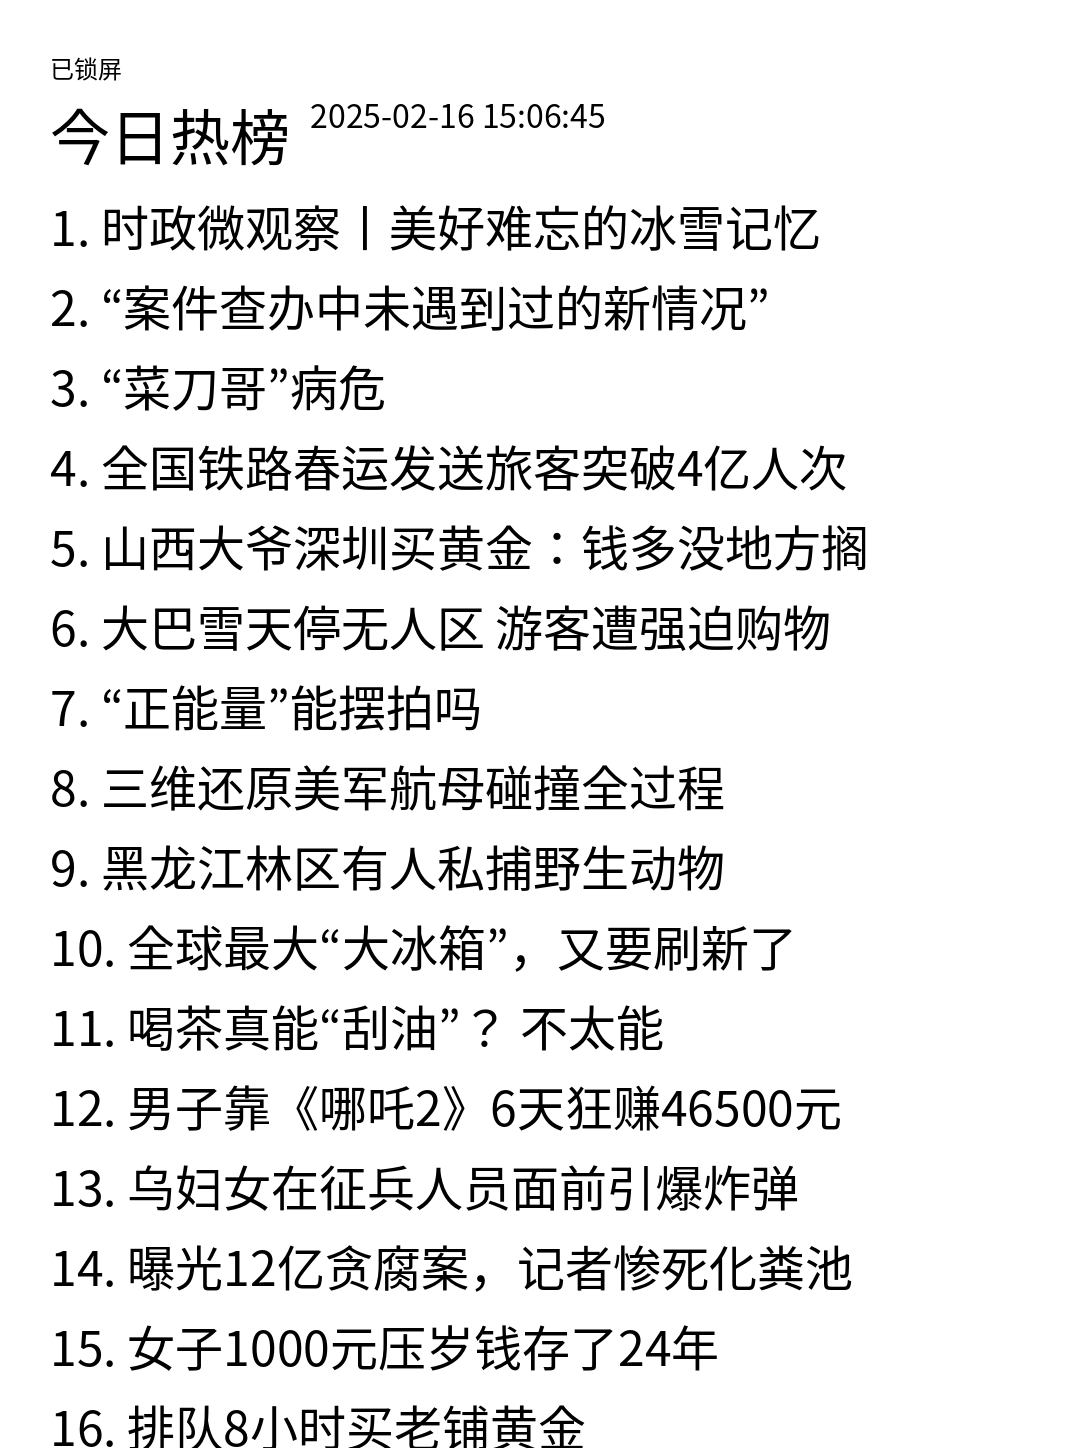 已锁屏
今日热榜 2025-02-16 15:06:45
1. 时政微观察丨美好难忘的冰雪记忆
2. “案件查办中未遇到过的新情况”
3. “菜刀哥”病危
4. 全国铁路春运发送旅客突破4亿人次
5. 山西大爷深圳买黄金：钱多没地方搁
6. 大巴雪天停无人区 游客遭强迫购物
7. “正能量”能摆拍吗
8. 三维还原美军航母碰撞全过程
9. 黑龙江林区有人私捕野生动物
10. 全球最大“大冰箱”，又要刷新了
11. 喝茶真能“刮油”？ 不太能
12. 男子靠《哪吒2》6天狂赚46500元
13. 乌妇女在征兵人员面前引爆炸弹
14. 曝光12亿贪腐案，记者惨死化粪池
15. 女子1000元压岁钱存了24年
16. 排队8小时买老铺黄金